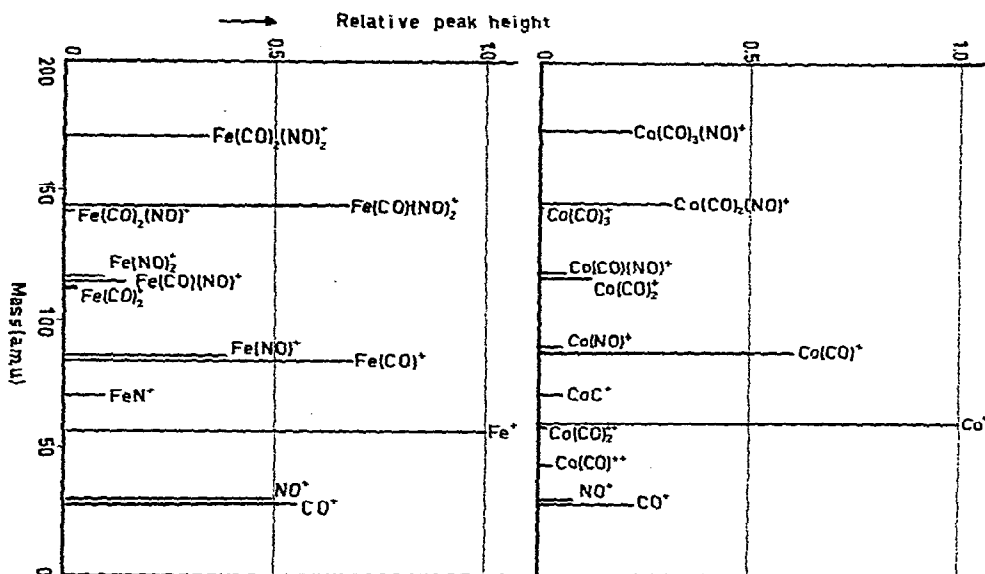 Relative peak height
0 0.5 1.0 0 0.5 1.0
200
Fe(CO)₂(NO)₂⁺ Co(CO)₃(NO)⁺
150
Fe(CO)(NO)₂⁺ Co(CO)₂(NO)⁺
Fe(CO)₂(NO)⁺ Co(CO)₃⁺
Fe(NO)₂⁺ Co(CO)(NO)⁺
Fe(CO)(NO)⁺ Co(CO)₂⁺
Fe(CO)₂⁺
100
Fe(NO)⁺ Co(NO)⁺
Fe(CO)⁺ Co(CO)⁺
Mass(a.m.u)
FeN⁺ CoC⁺
Fe⁺ Co⁺
50
Co(CO)₂⁺⁺
Co(CO)⁺⁺
NO⁺ NO⁺
CO⁺ CO⁺
0